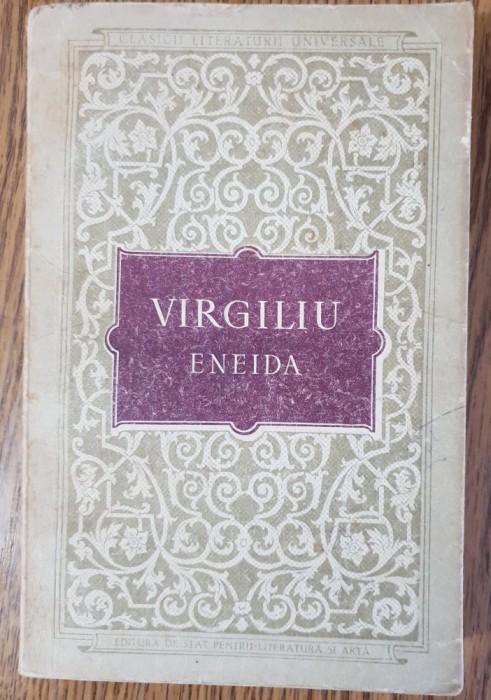 CLASICII LITERATURII UNIVERSALE
VIRGILIU
ENEIDA
EDITURA DE STAT PENTRU LITERATURĂ ȘI ARTĂ